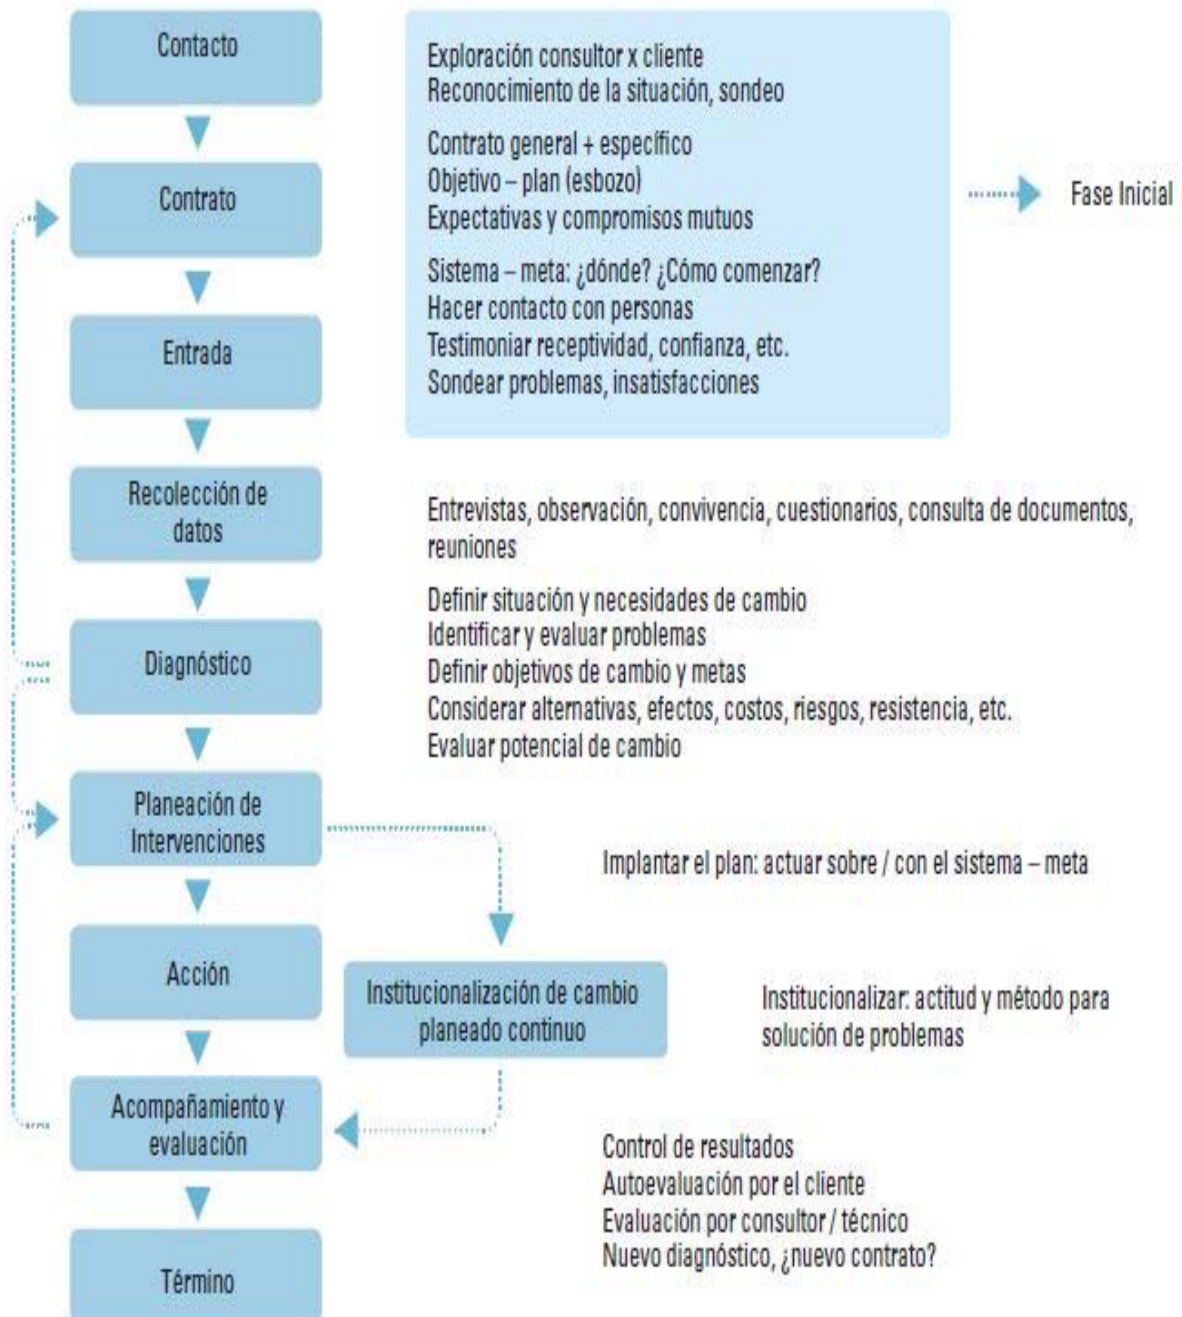 Contacto
Exploración consultor x cliente
Reconocimiento de la situación, sondeo
Contrato general + específico
Objetivo – plan (esbozo)
Expectativas y compromisos mutuos
Contrato
Fase Inicial
Sistema – meta: ¿dónde? ¿Cómo comenzar?
Hacer contacto con personas
Testimoniar receptividad, confianza, etc.
Sondear problemas, insatisfacciones
Entrada
Recolección de
datos
Entrevistas, observación, convivencia, cuestionarios, consulta de documentos,
reuniones
Diagnóstico
Definir situación y necesidades de cambio
Identificar y evaluar problemas
Definir objetivos de cambio y metas
Considerar alternativas, efectos, costos, riesgos, resistencia, etc.
Evaluar potencial de cambio
Planeación de
Intervenciones
Implantar el plan: actuar sobre / con el sistema – meta
Acción
Institucionalización de cambio
planeado continuo
Institucionalizar: actitud y método para
solución de problemas
Acompañamiento y
evaluación
Control de resultados
Autoevaluación por el cliente
Evaluación por consultor / técnico
Nuevo diagnóstico, ¿nuevo contrato?
Término